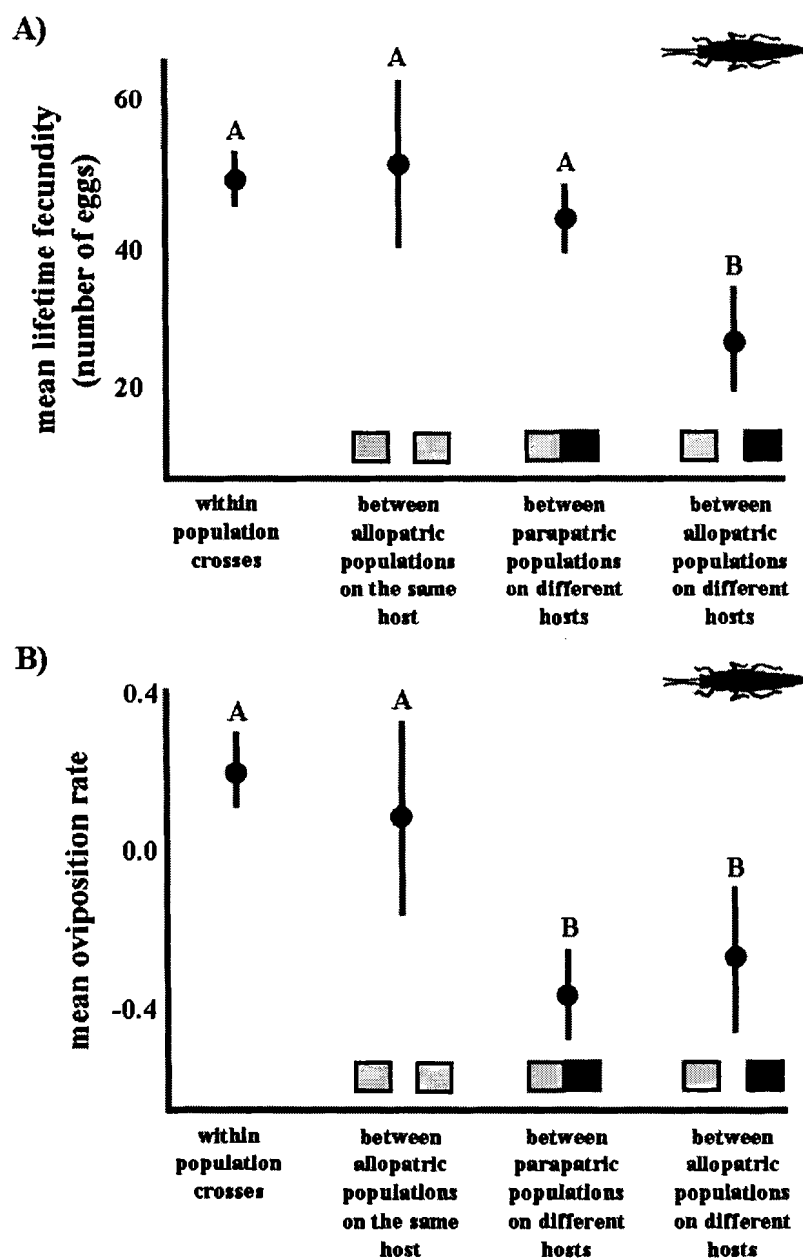 A)
mean lifetime fecundity
(number of eggs)
60
40
20
A
A
A
B
within
population
crosses
between
allopatric
populations
on the same
host
between
parapatric
populations
on different
hosts
between
allopatric
populations
on different
hosts
B)
mean oviposition rate
0.4
0.0
-0.4
A
A
B
B
within
population
crosses
between
allopatric
populations
on the same
host
between
parapatric
populations
on different
hosts
between
allopatric
populations
on different
hosts